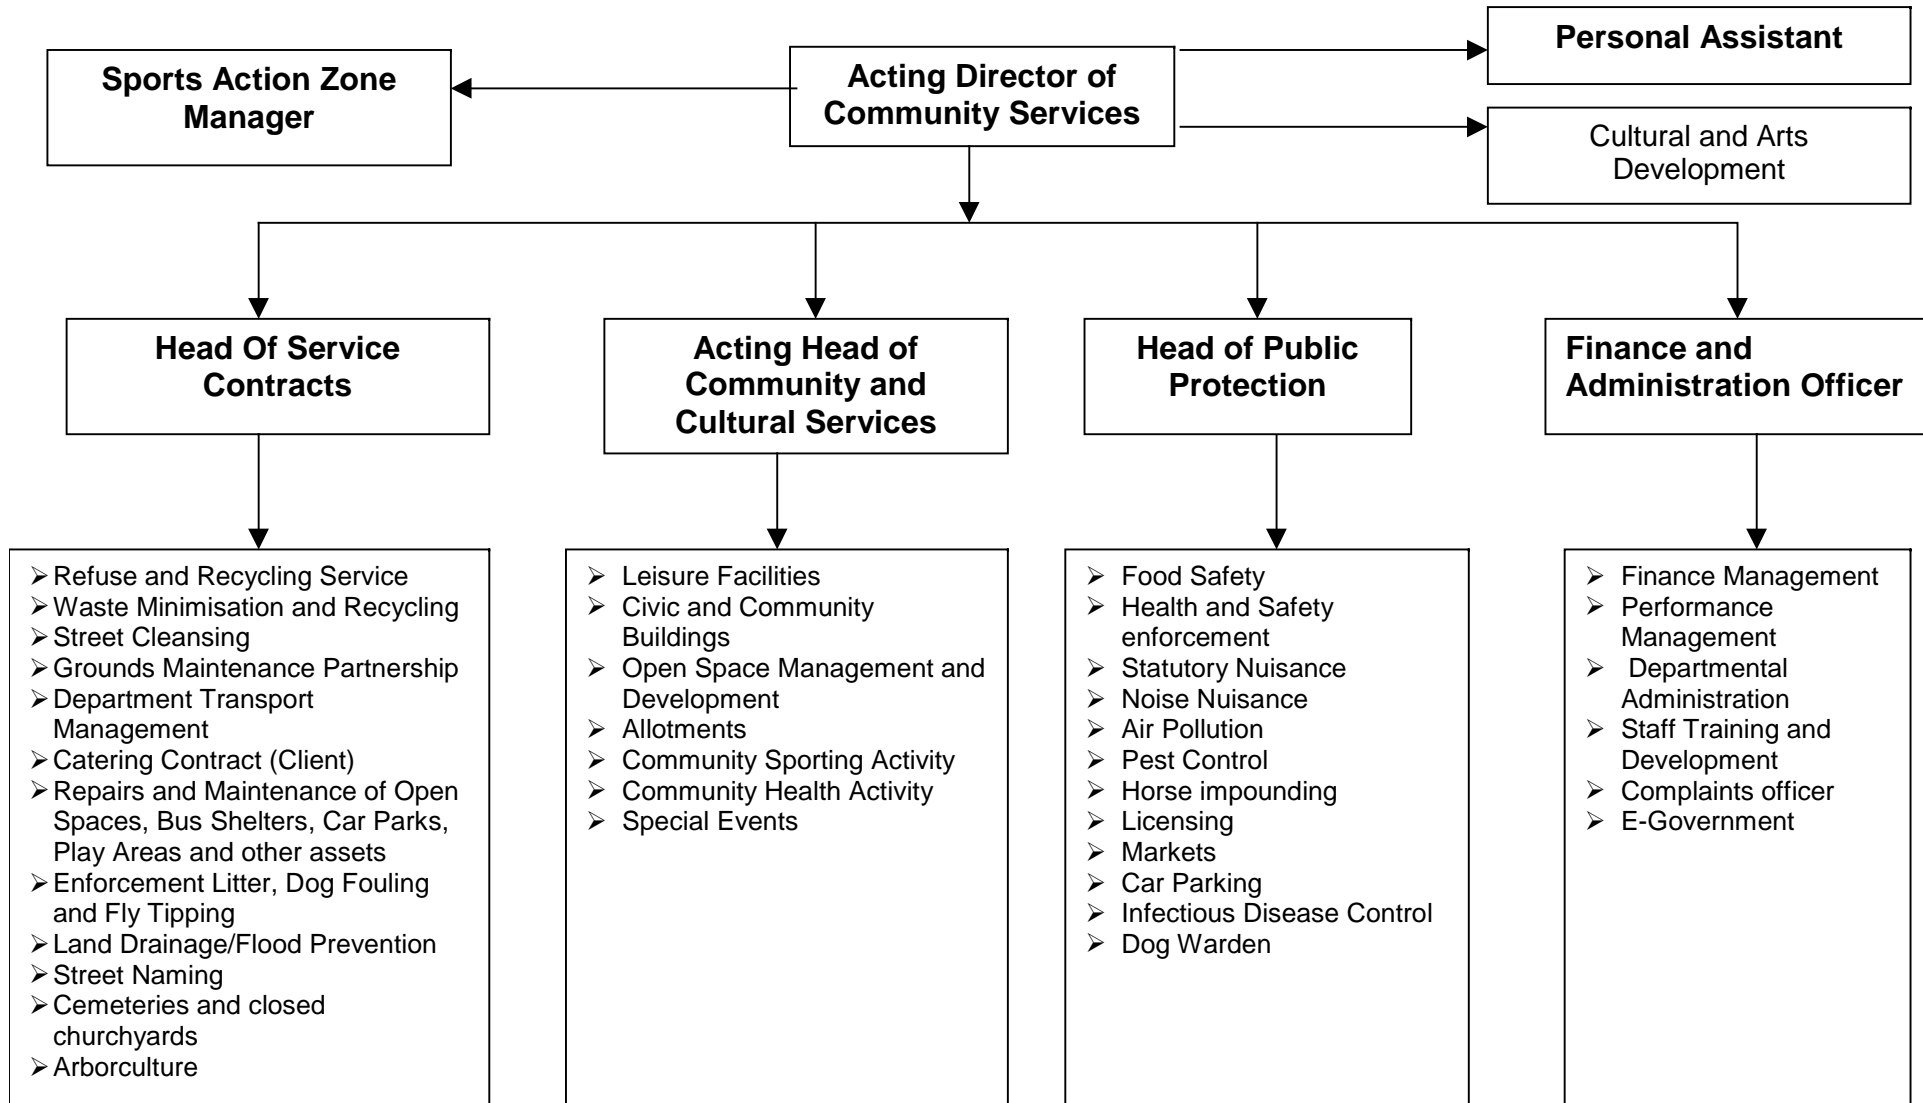 Sports Action Zone
Manager
Acting Director of
Community Services
Personal Assistant
Cultural and Arts
Development
Head Of Service
Contracts
Acting Head of
Community and
Cultural Services
Head of Public
Protection
Finance and
Administration Officer
➢ Refuse and Recycling Service
➢ Waste Minimisation and Recycling
➢ Street Cleansing
➢ Grounds Maintenance Partnership
➢ Department Transport
Management
➢ Catering Contract (Client)
➢ Repairs and Maintenance of Open
Spaces, Bus Shelters, Car Parks,
Play Areas and other assets
➢ Enforcement Litter, Dog Fouling
and Fly Tipping
➢ Land Drainage/Flood Prevention
➢ Street Naming
➢ Cemeteries and closed
churchyards
➢ Arborculture
➢ Leisure Facilities
➢ Civic and Community
Buildings
➢ Open Space Management and
Development
➢ Allotments
➢ Community Sporting Activity
➢ Community Health Activity
➢ Special Events
➢ Food Safety
➢ Health and Safety
enforcement
➢ Statutory Nuisance
➢ Noise Nuisance
➢ Air Pollution
➢ Pest Control
➢ Horse impounding
➢ Licensing
➢ Markets
➢ Car Parking
➢ Infectious Disease Control
➢ Dog Warden
➢ Finance Management
➢ Performance
Management
➢ Departmental
Administration
➢ Staff Training and
Development
➢ Complaints officer
➢ E-Government